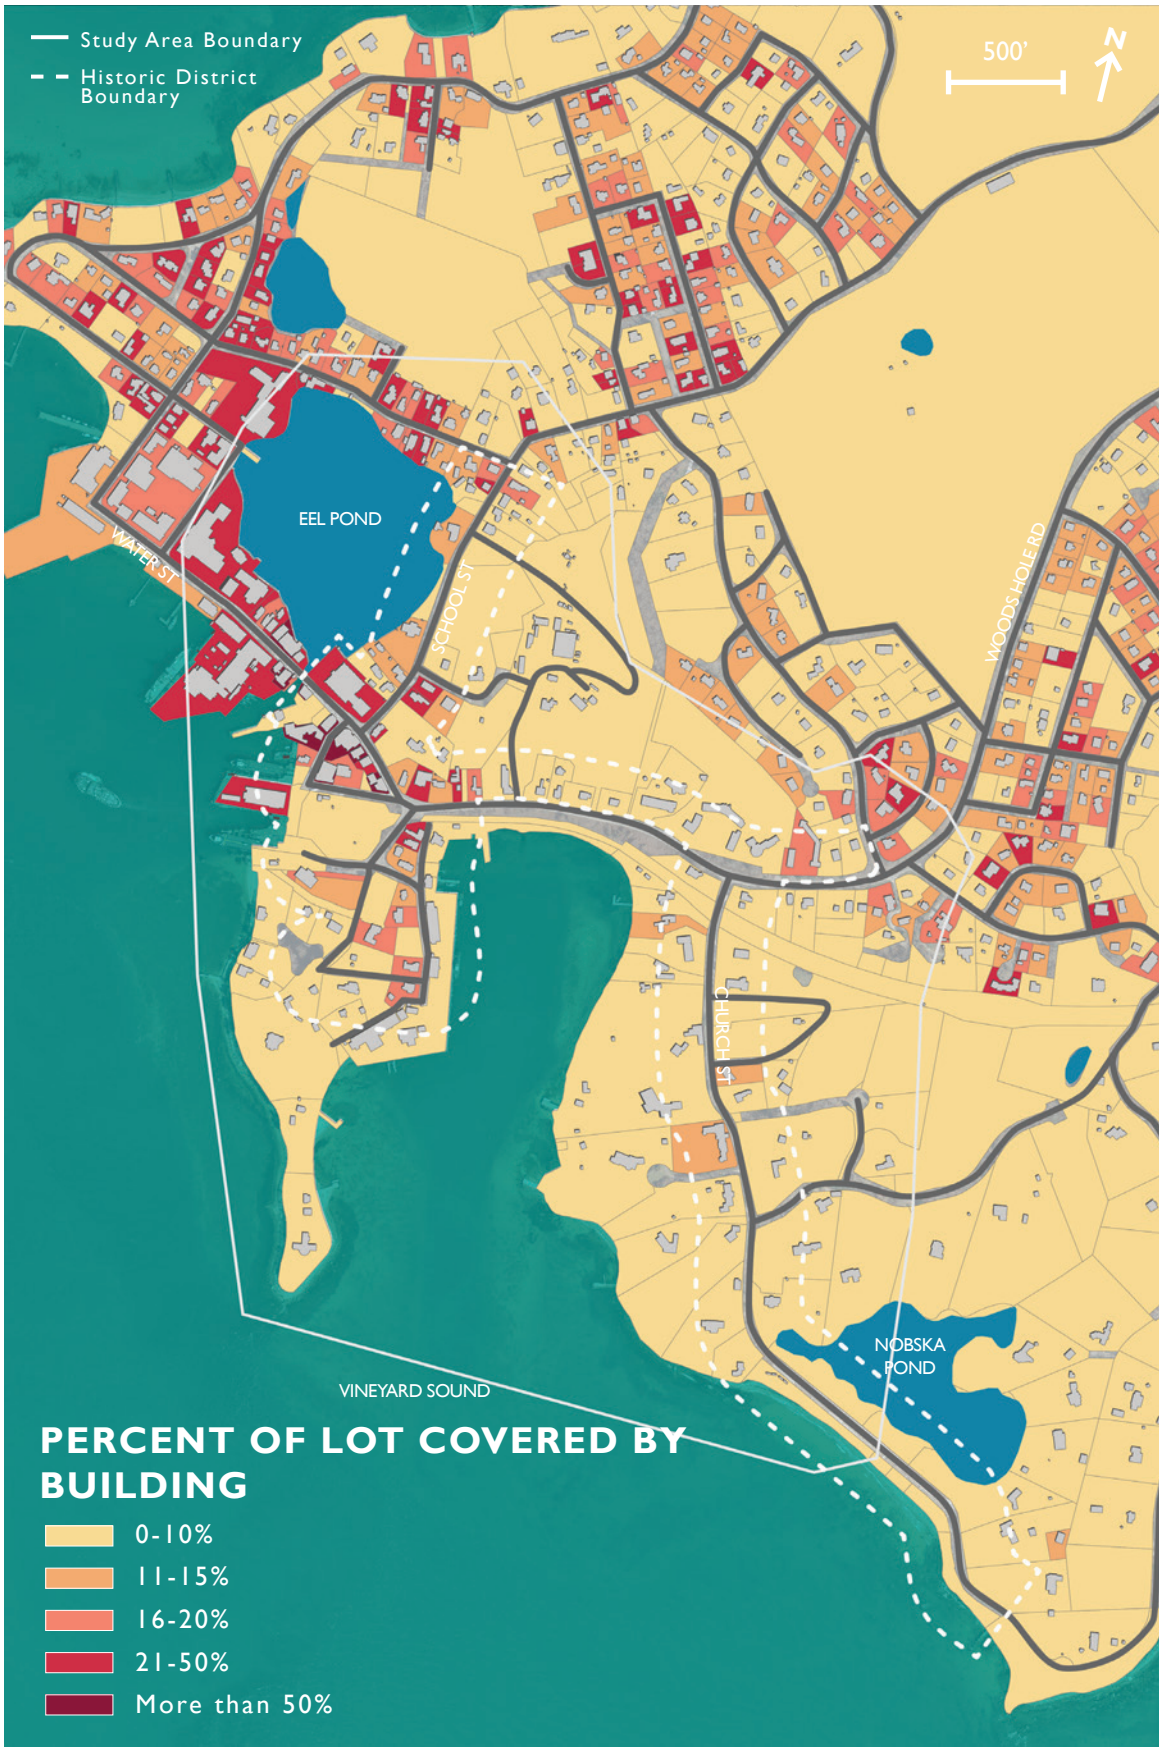 Study Area Boundary
Historic District
Boundary
500'
N
EEL POND
WATER ST
SCHOOL ST
WOODS HOLE RD
CHURCH ST
NOBSKA
POND
VINEYARD SOUND
PERCENT OF LOT COVERED BY
BUILDING
0-10%
11-15%
16-20%
21-50%
More than 50%